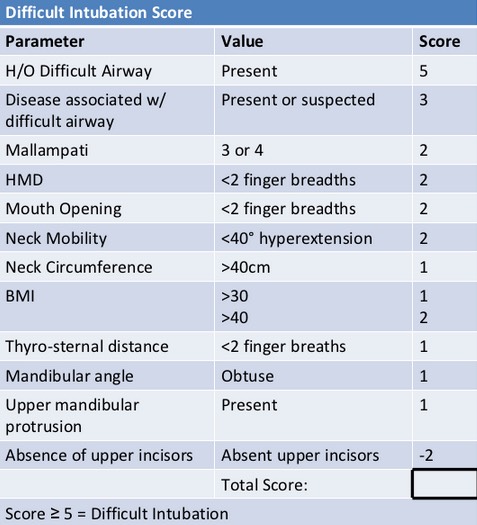 Difficult Intubation Score
Parameter Value Score
H/O Difficult Airway Present 5
Disease associated w/ Present or suspected 3
difficult airway
Mallampati 3 or 4 2
HMD <2 finger breadths 2
Mouth Opening <2 finger breadths 2
Neck Mobility <40° hyperextension 2
Neck Circumference >40cm 1
BMI >30 1
>40 2
Thyro-sternal distance <2 finger breaths 1
Mandibular angle Obtuse 1
Upper mandibular Present 1
protrusion
Absence of upper incisors Absent upper incisors -2
Total Score:
Score ≥ 5 = Difficult Intubation